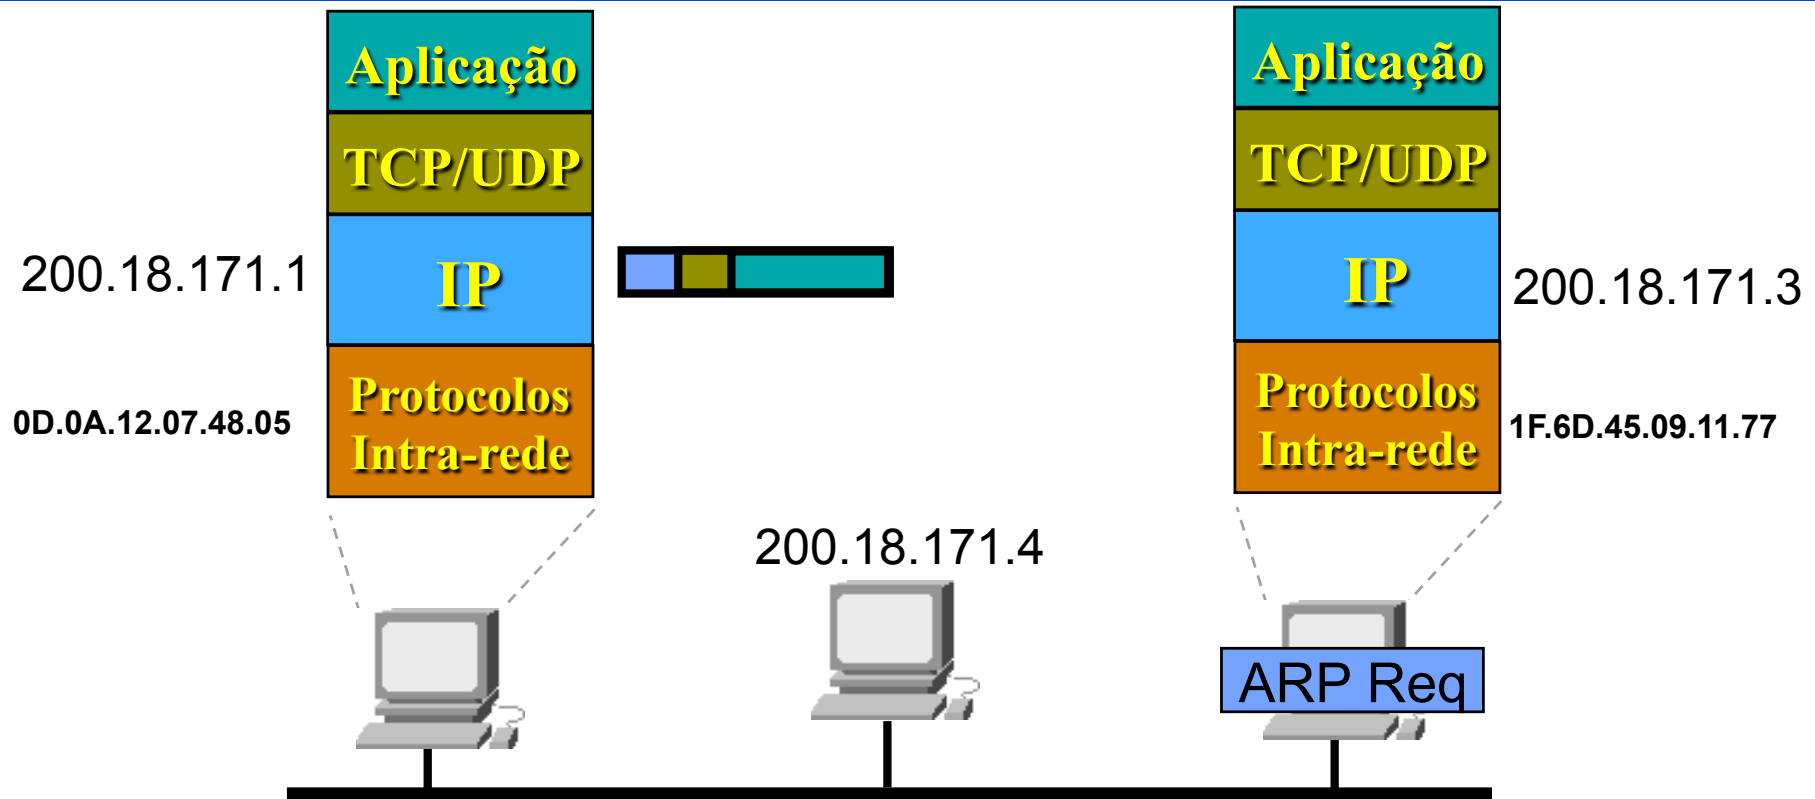 Aplicação
TCP/UDP
200.18.171.1
IP
0D.0A.12.07.48.05
Protocolos
Intra-rede
Aplicação
TCP/UDP
IP
200.18.171.3
Protocolos
Intra-rede
1F.6D.45.09.11.77
200.18.171.4
ARP Req